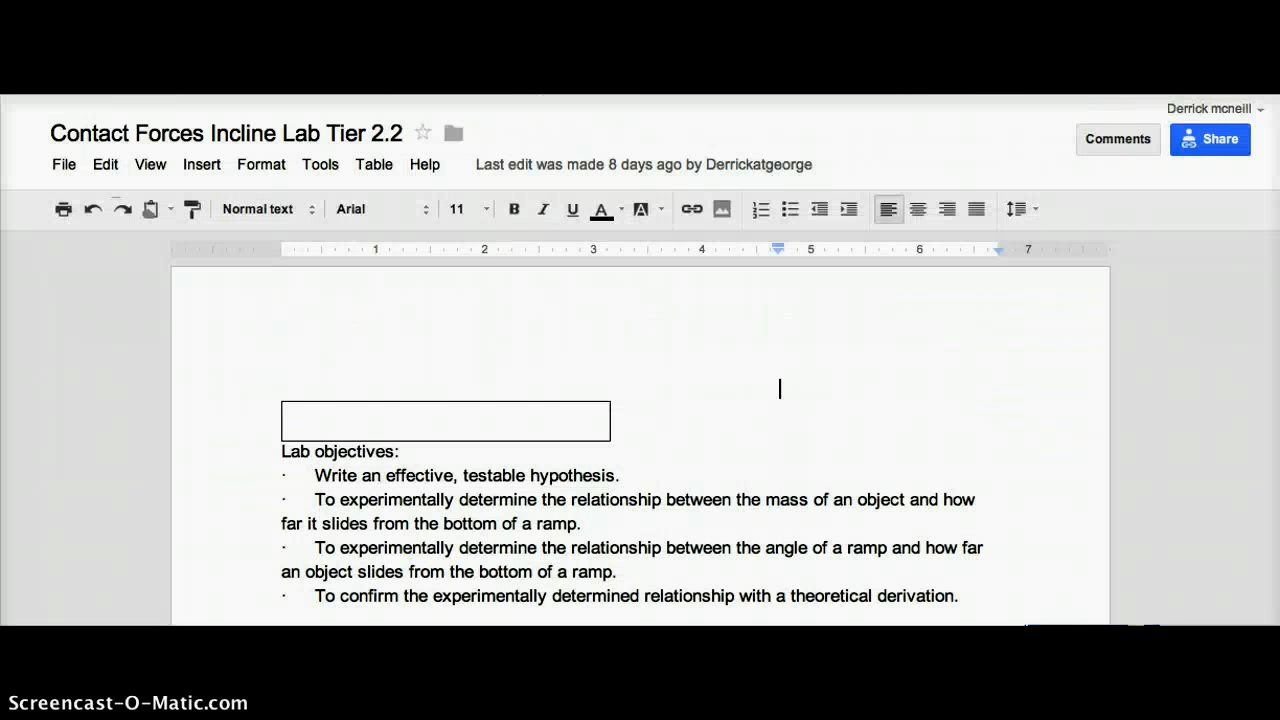 Derrick mcneill
Contact Forces Incline Lab Tier 2.2
Comments
Share
File Edit View Insert Format Tools Table Help Last edit was made 8 days ago by Derrickatgeorge
Normal text Arial 11 B I U A A
1 2 3 4 5 6 7
Lab objectives:
· Write an effective, testable hypothesis.
· To experimentally determine the relationship between the mass of an object and how
far it slides from the bottom of a ramp.
· To experimentally determine the relationship between the angle of a ramp and how far
an object slides from the bottom of a ramp.
· To confirm the experimentally determined relationship with a theoretical derivation.
Screencast-O-Matic.com